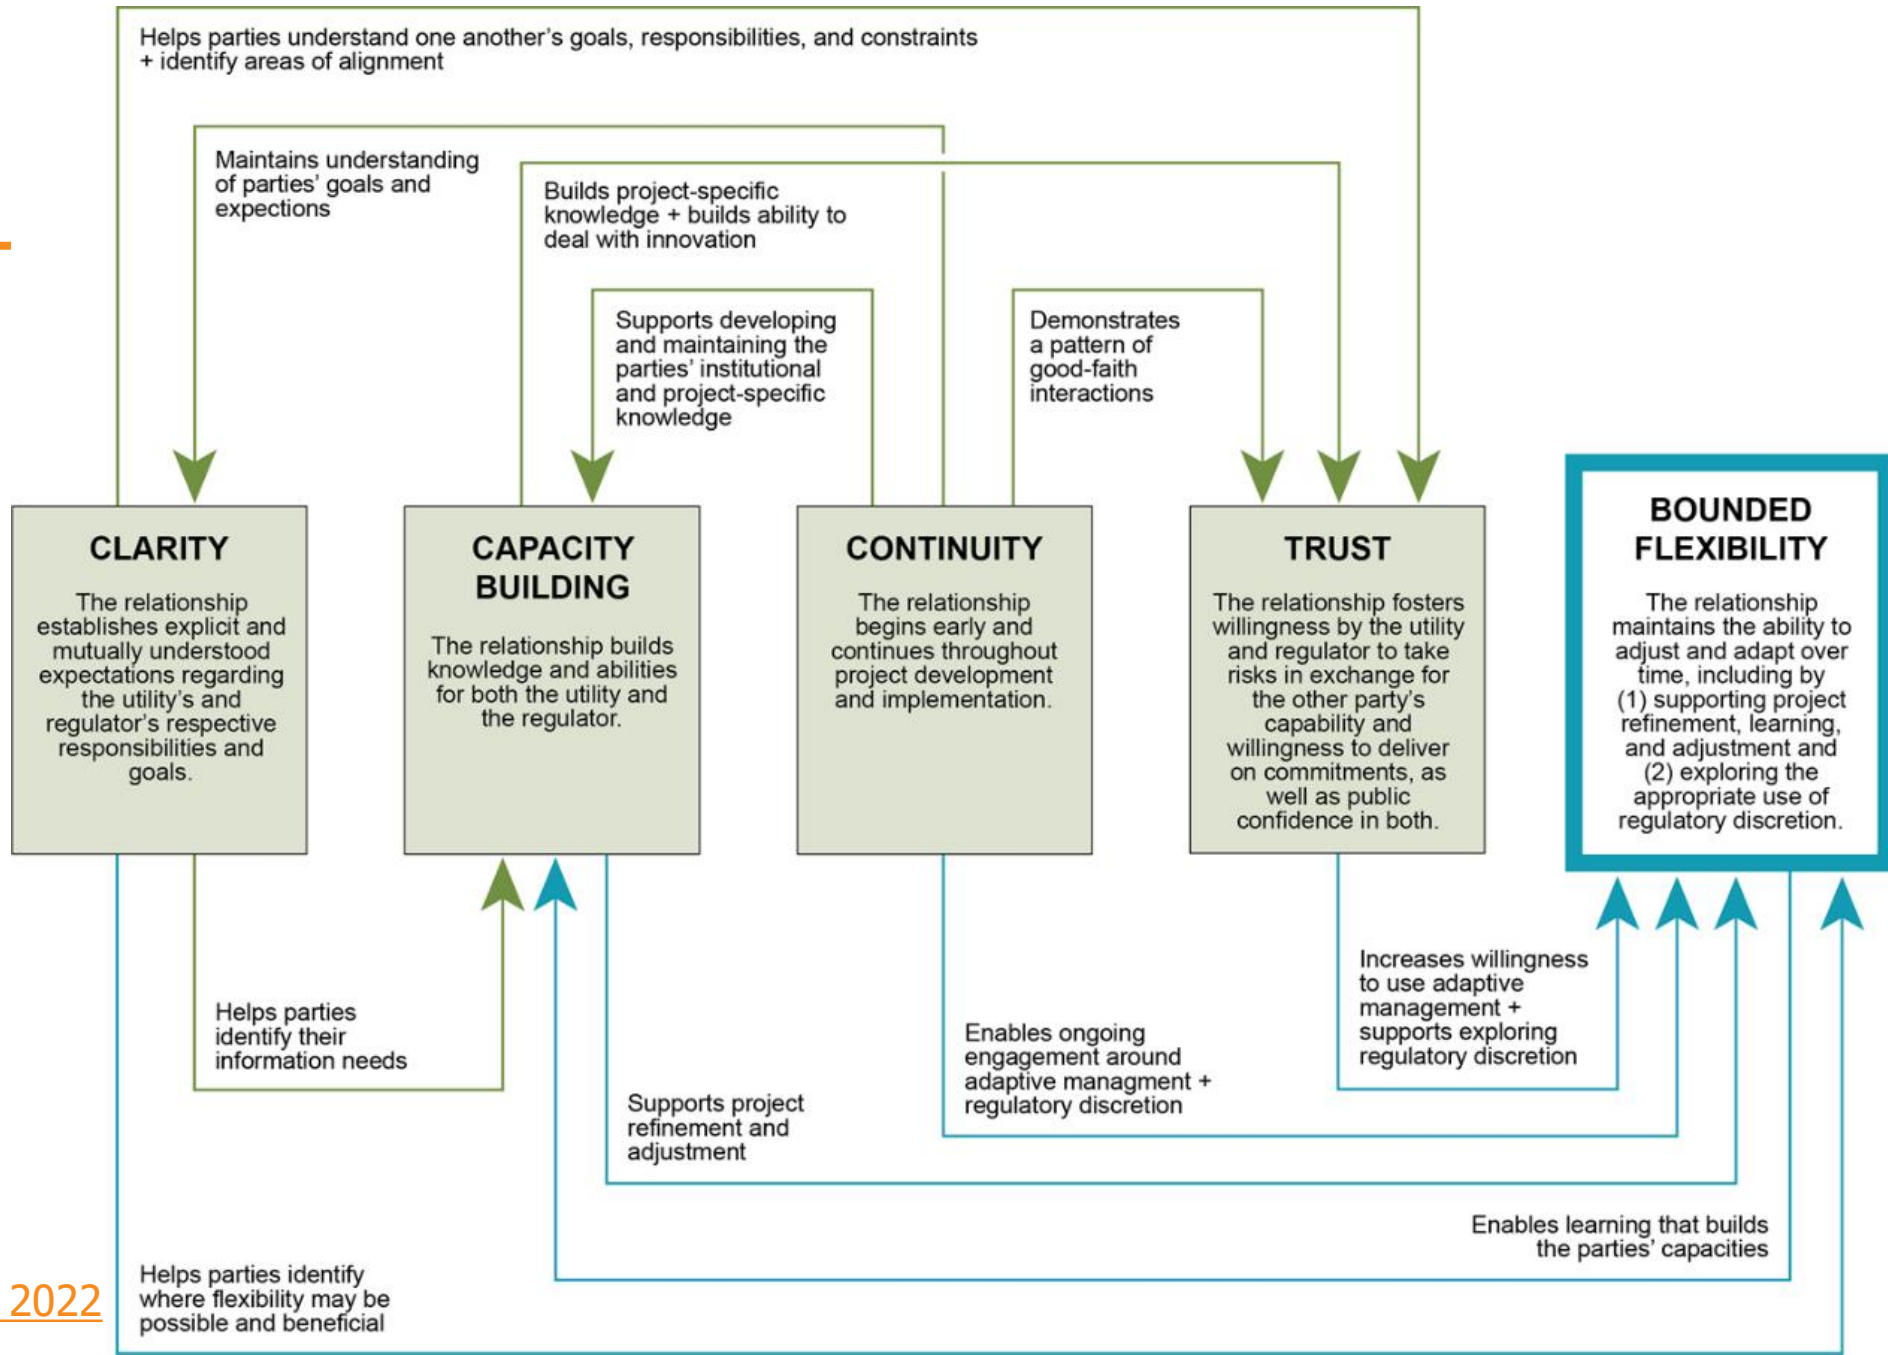 Helps parties understand one another's goals, responsibilities, and constraints
+ identify areas of alignment
Maintains understanding
of parties' goals and
expections
Builds project-specific
knowledge + builds ability to
deal with innovation
Supports developing
and maintaining the
parties' institutional
and project-specific
knowledge
Demonstrates
a pattern of
good-faith
interactions
CLARITY
The relationship
establishes explicit and
mutually understood
expectations regarding
the utility's and
regulator's respective
responsibilities and
goals.
CAPACITY
BUILDING
The relationship builds
knowledge and abilities
for both the utility and
the regulator.
CONTINUITY
The relationship
begins early and
continues throughout
project development
and implementation.
TRUST
The relationship fosters
willingness by the utility
and regulator to take
risks in exchange for
the other party's
capability and
willingness to deliver
on commitments, as
well as public
confidence in both.
BOUNDED
FLEXIBILITY
The relationship
maintains the ability to
adjust and adapt over
time, including by
(1) supporting project
refinement, learning,
and adjustment and
(2) exploring the
appropriate use of
regulatory discretion.
Helps parties
identify their
information needs
Supports project
refinement and
adjustment
Enables ongoing
engagement around
adaptive managment +
regulatory discretion
Increases willingness
to use adaptive
management +
supports exploring
regulatory discretion
Enables learning that builds
the parties' capacities
Helps parties identify
where flexibility may be
possible and beneficial
2022